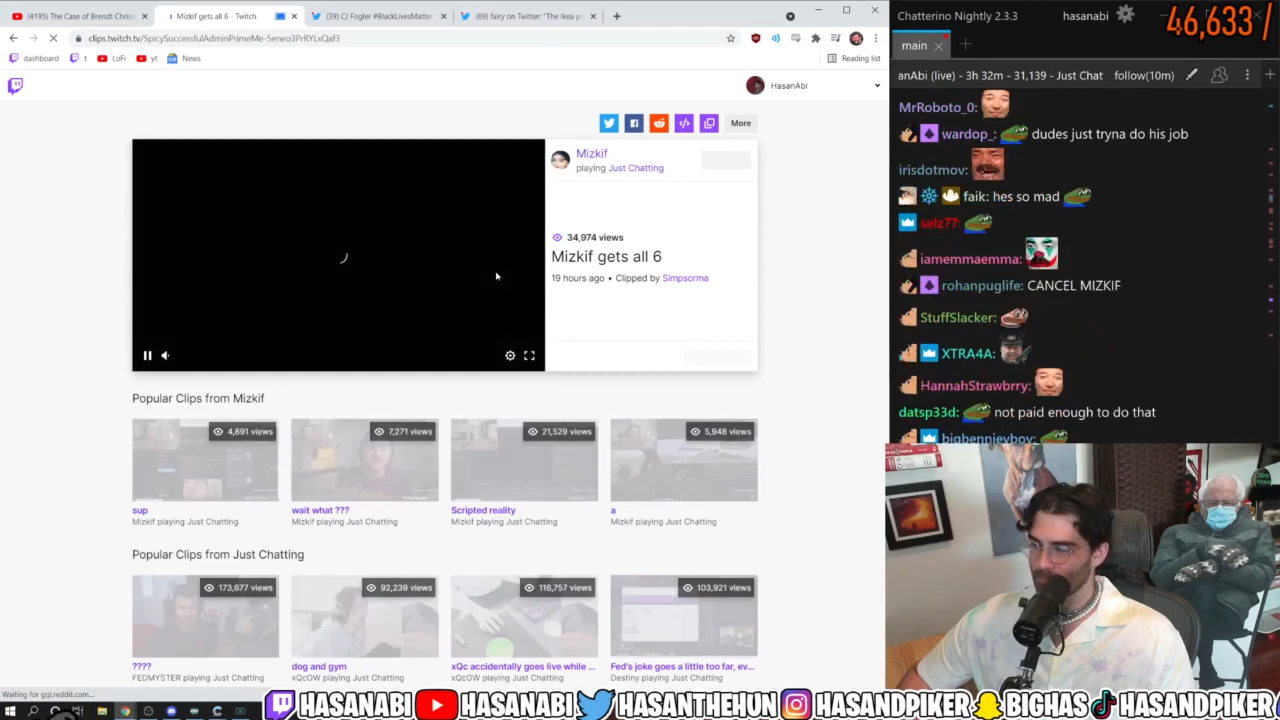 (4195) The Case of Brendt Christ
Mizkif gets all 6 - Twitch
(39) CJ Fogler #BlackLivesMatter
(69) fairy on Twitter: "The ikea p
clips.twitch.tv/SpicySuccessfulAdminPrimeMe-5eneo3PrRYLxQaf3
dashboard
t
LoFi
yt
News
Reading list
HasanAbi
More
Mizkif
playing Just Chatting
34,974 views
Mizkif gets all 6
19 hours ago • Clipped by Simpsorma
Popular Clips from Mizkif
4,891 views
7,271 views
21,529 views
5,948 views
sup
wait what ???
Scripted reality
a
Mizkif playing Just Chatting
Mizkif playing Just Chatting
Mizkif playing Just Chatting
Mizkif playing Just Chatting
Popular Clips from Just Chatting
173,677 views
92,239 views
116,757 views
103,921 views
????
dog and gym
xQc accidentally goes live while ...
Fed's joke goes a little too far, ev...
FEDMYSTER playing Just Chatting
xQcOW playing Just Chatting
xQcOW playing Just Chatting
Destiny playing Just Chatting
Waiting for gql.reddit.com...
Chatterino Nightly 2.3.3
hasanabi
46,633 /
main
anAbi (live) - 3h 32m - 31,139 - Just Chat
follow(10m)
MrRoboto_0:
wardop_: dudes just tryna do his job
irisdotmov:
faik: hes so mad
selz77:
iamemmaemma:
rohanpuglife: CANCEL MIZKIF
StuffSlacker:
XTRA4A:
HannahStrawbrry:
datsp33d: not paid enough to do that
bigbennieyboy:
HASANABI
HASANABI
HASANTHEHUN
HASANDPIKER
BIGHAS
HASANDPIKER